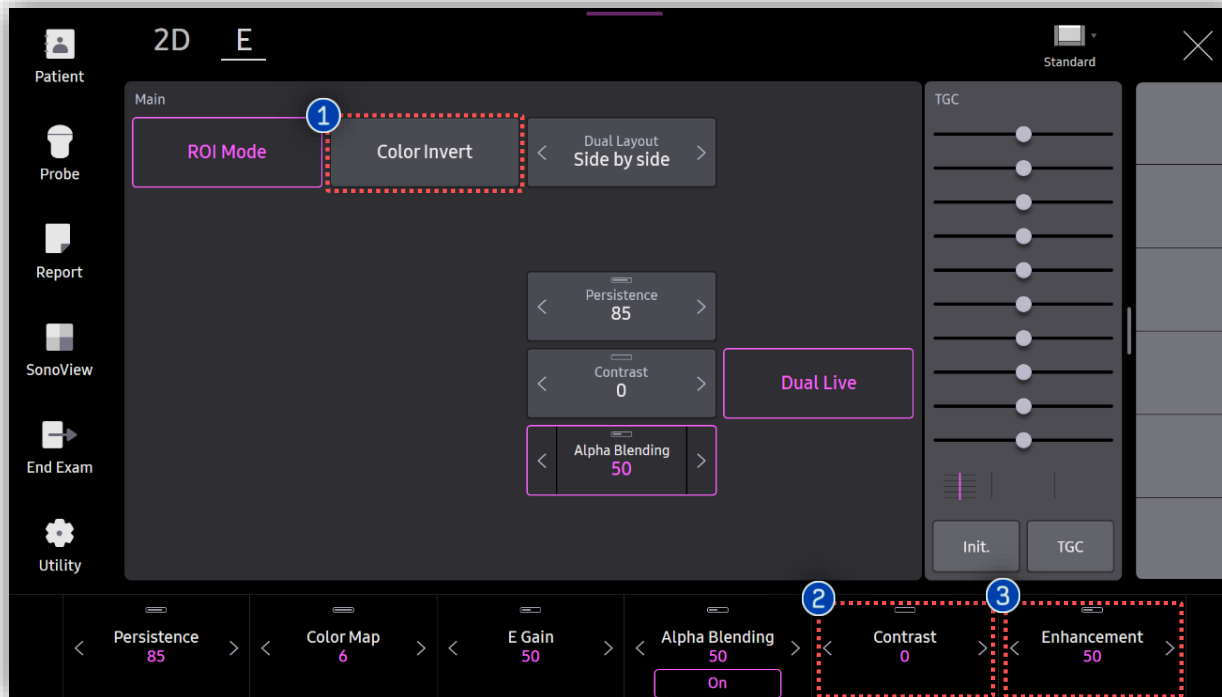 Patient
Probe
Report
SonoView
End Exam
Utility
2D E
Standard
Main
1
ROI Mode
Color Invert
Dual Layout
Side by side
Persistence
85
Contrast
0
Dual Live
Alpha Blending
50
TGC
Init.
TGC
Persistence
85
Color Map
6
E Gain
50
Alpha Blending
50
On
2
Contrast
0
3
Enhancement
50